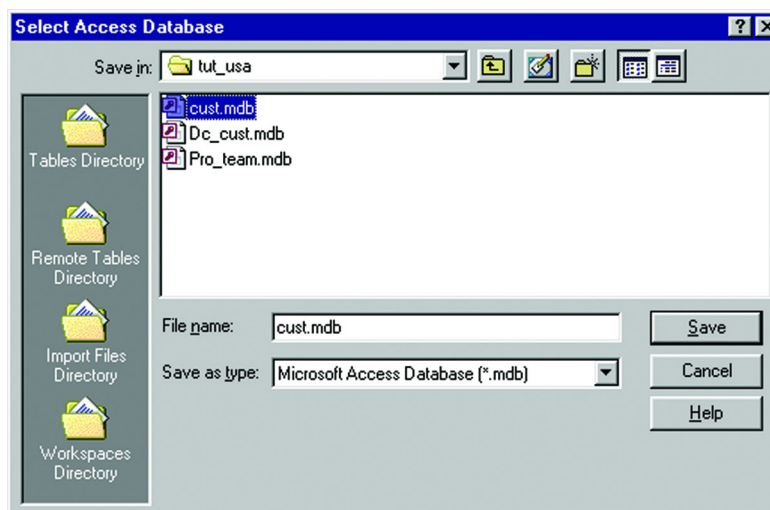 Select Access Database
Save in: tut_usa
Tables Directory
Remote Tables
Directory
Import Files
Directory
Workspaces
Directory
cust.mdb
Dc_cust.mdb
Pro_team.mdb
File name: cust.mdb
Save
Save as type: Microsoft Access Database (*.mdb)
Cancel
Help